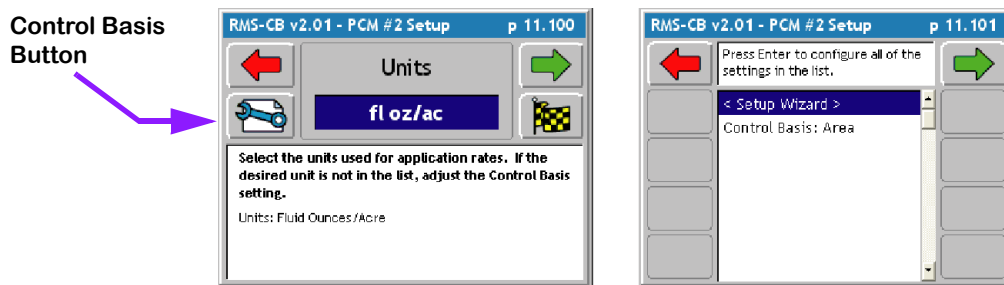 Control Basis
Button
RMS-CB v2.01 - PCM #2 Setup p 11.100
Units
fl oz/ac
Select the units used for application rates. If the
desired unit is not in the list, adjust the Control Basis
setting.
Units: Fluid Ounces/Acre
RMS-CB v2.01 - PCM #2 Setup p 11.101
Press Enter to configure all of the
settings in the list.
< Setup Wizard >
Control Basis: Area